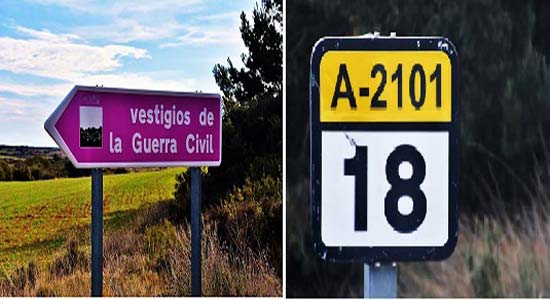 vestigios de
la Guerra Civil
A-2101
18